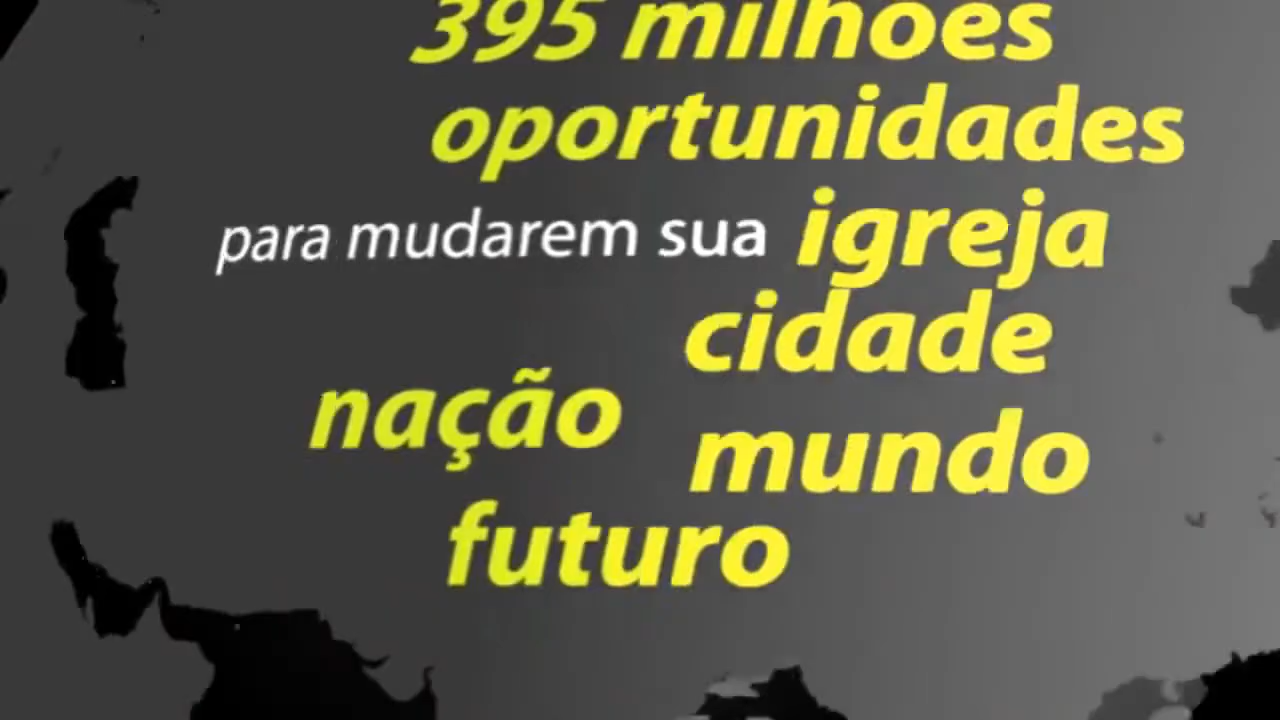 395 milhões
oportunidades
para mudarem sua igreja
cidade
nação
mundo
futuro